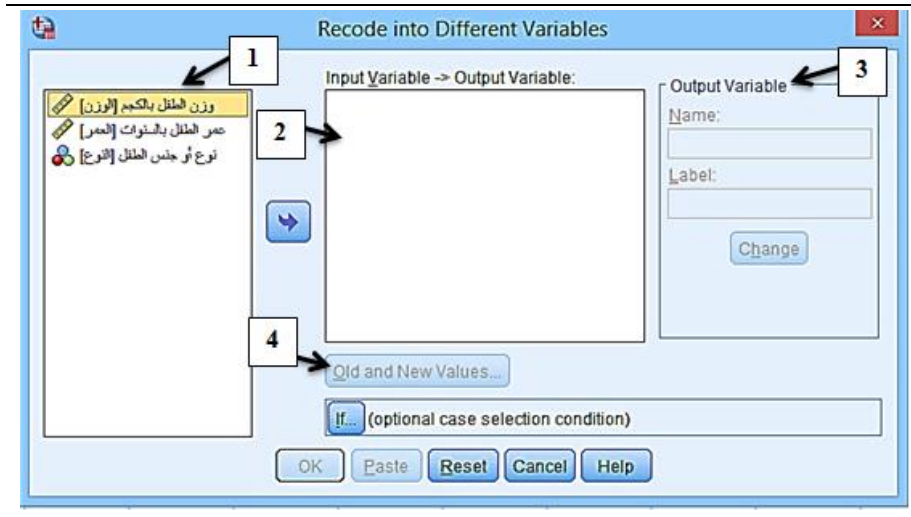 Recode into Different Variables
1
وزن الطفل بالكجم [الوزن]
عمر الطفل بالسنوات [العمر]
نوع أو جنس الطفل [النوع]
2
Input Variable -> Output Variable:
3
Output Variable
Name:
Label:
Change
4
Old and New Values...
If... (optional case selection condition)
OK Paste Reset Cancel Help